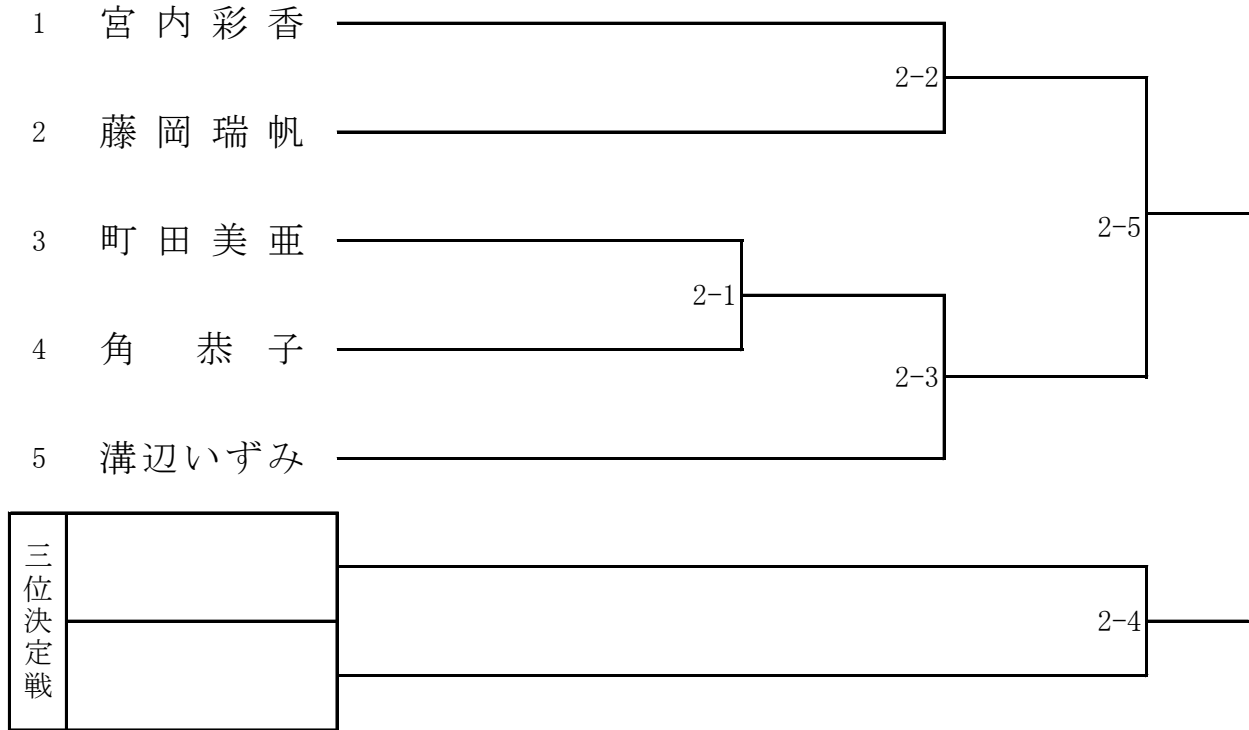 1 宮内彩香
2-2
2 藤岡瑞帆
3 町田美亜
2-5
2-1
4 角 恭子
2-3
5 溝辺いずみ
三位決定戦
2-4